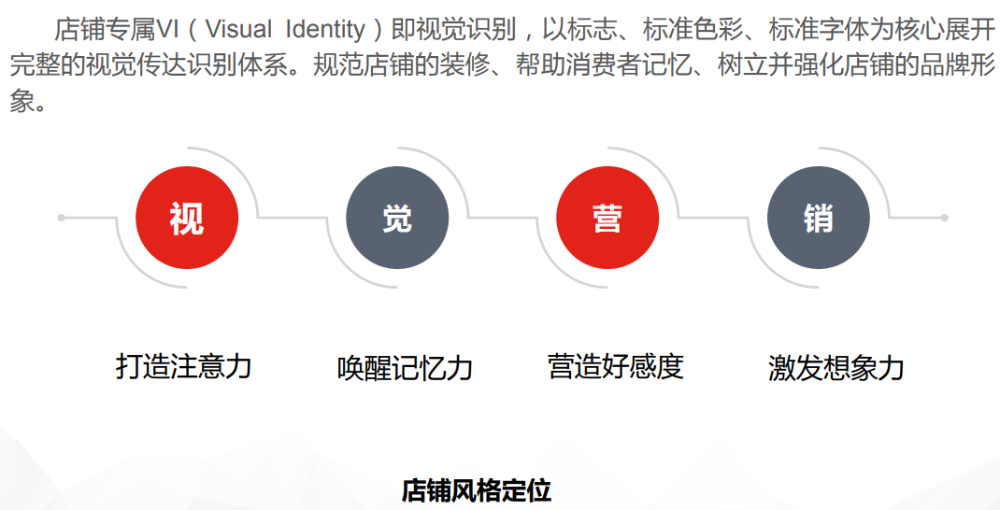 店铺专属VI（Visual Identity）即视觉识别，以标志、标准色彩、标准字体为核心展开
完整的视觉传达识别体系。规范店铺的装修、帮助消费者记忆、树立并强化店铺的品牌形
象。
视 觉 营 销
打造注意力 唤醒记忆力 营造好感度 激发想象力
店铺风格定位